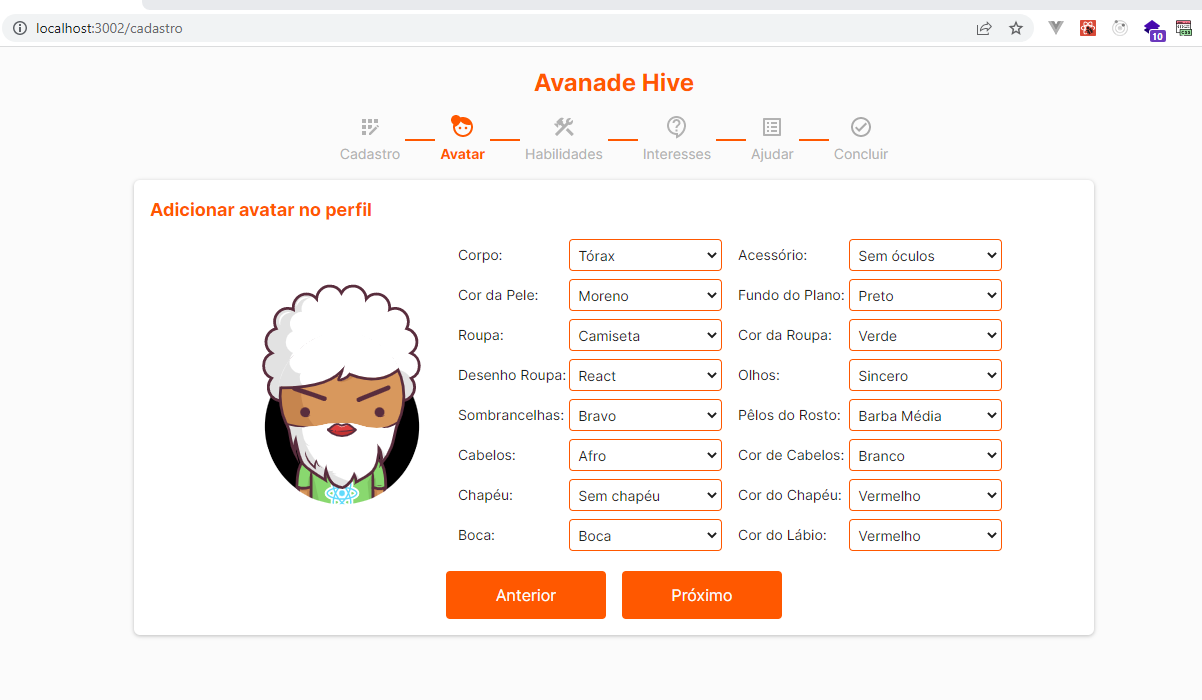 localhost:3002/cadastro
10
Avanade Hive
Cadastro Avatar Habilidades Interesses Ajudar Concluir
Adicionar avatar no perfil
Corpo: Tórax Acessório: Sem óculos
Cor da Pele: Moreno Fundo do Plano: Preto
Roupa: Camiseta Cor da Roupa: Verde
Desenho Roupa: React Olhos: Sincero
Sombrancelhas: Bravo Pêlos do Rosto: Barba Média
Cabelos: Afro Cor de Cabelos: Branco
Chapéu: Sem chapéu Cor do Chapéu: Vermelho
Boca: Boca Cor do Lábio: Vermelho
Anterior Próximo